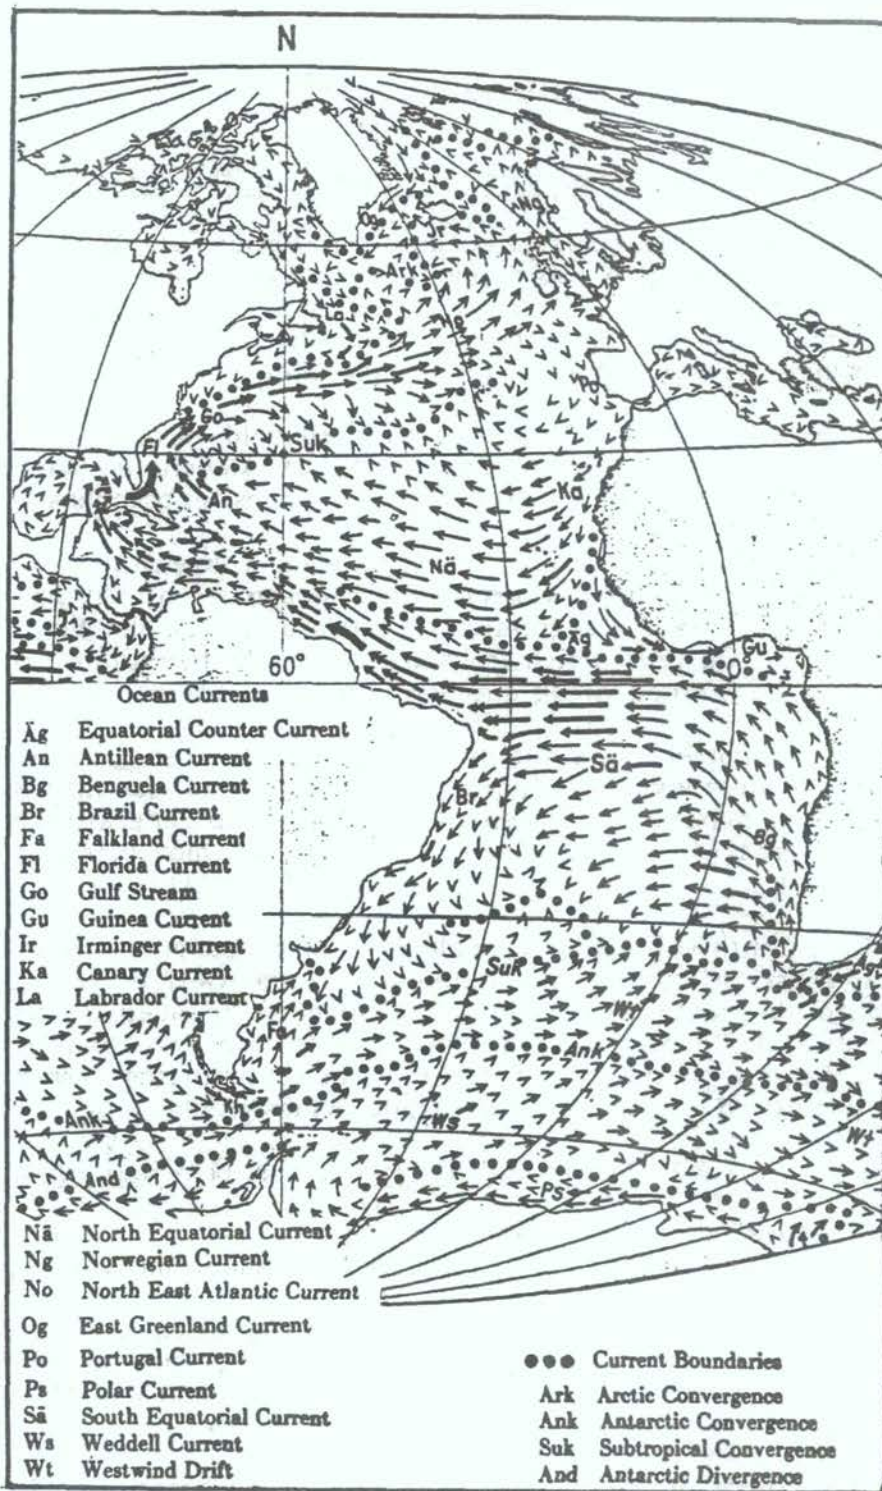 N
Ark
La
No
Po
Go
Suk
Fl
An
Ka
Nä
Äg
Gu
60°
0°
Ocean Currents
Äg Equatorial Counter Current
An Antillean Current
Bg Benguela Current
Br Brazil Current
Fa Falkland Current
Fl Florida Current
Go Gulf Stream
Gu Guinea Current
Ir Irminger Current
Ka Canary Current
La Labrador Current
Sä
Br
Bg
Suk
Wt
Ank
Ank
Ws
Wt
And
Ps
Nä North Equatorial Current
Ng Norwegian Current
No North East Atlantic Current
Og East Greenland Current
Po Portugal Current
Ps Polar Current
Sä South Equatorial Current
Ws Weddell Current
Wt Westwind Drift
Current Boundaries
Ark Arctic Convergence
Ank Antarctic Convergence
Suk Subtropical Convergence
And Antarctic Divergence